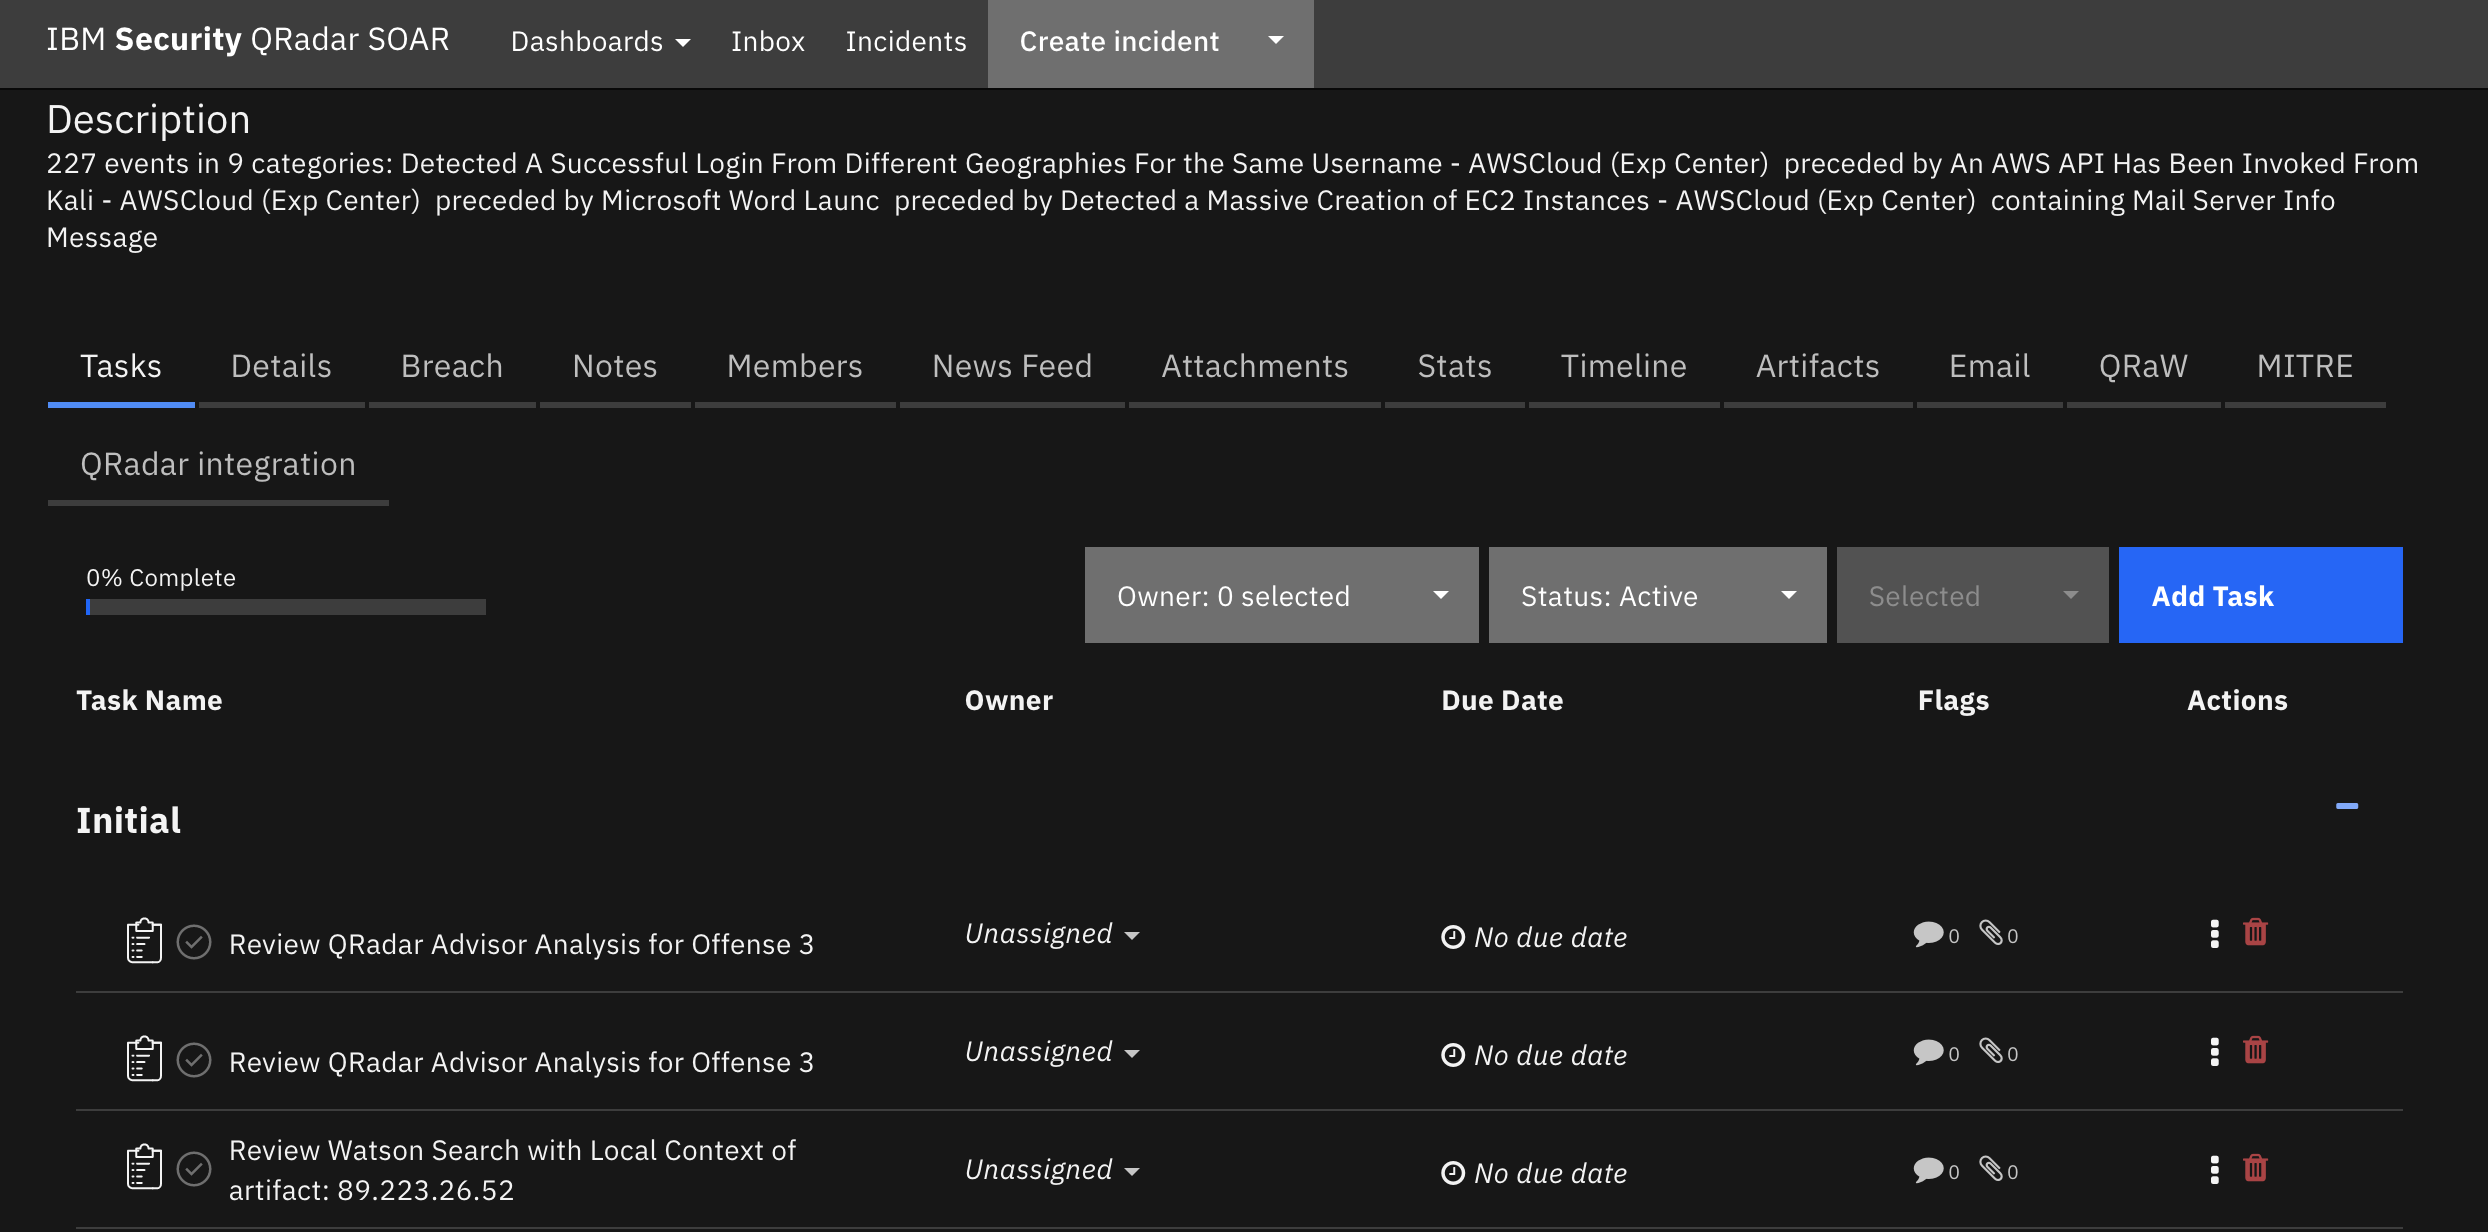 IBM Security QRadar SOAR Dashboards Inbox Incidents Create incident
Description
227 events in 9 categories: Detected A Successful Login From Different Geographies For the Same Username - AWSCloud (Exp Center) preceded by An AWS API Has Been Invoked From
Kali - AWSCloud (Exp Center) preceded by Microsoft Word Launc preceded by Detected a Massive Creation of EC2 Instances - AWSCloud (Exp Center) containing Mail Server Info
Message
Tasks Details Breach Notes Members News Feed Attachments Stats Timeline Artifacts Email QRaW MITRE
QRadar integration
0% Complete
Owner: 0 selected Status: Active Selected Add Task
Task Name Owner Due Date Flags Actions
Initial
Review QRadar Advisor Analysis for Offense 3 Unassigned No due date 0 0
Review QRadar Advisor Analysis for Offense 3 Unassigned No due date 0 0
Review Watson Search with Local Context of
artifact: 89.223.26.52 Unassigned No due date 0 0